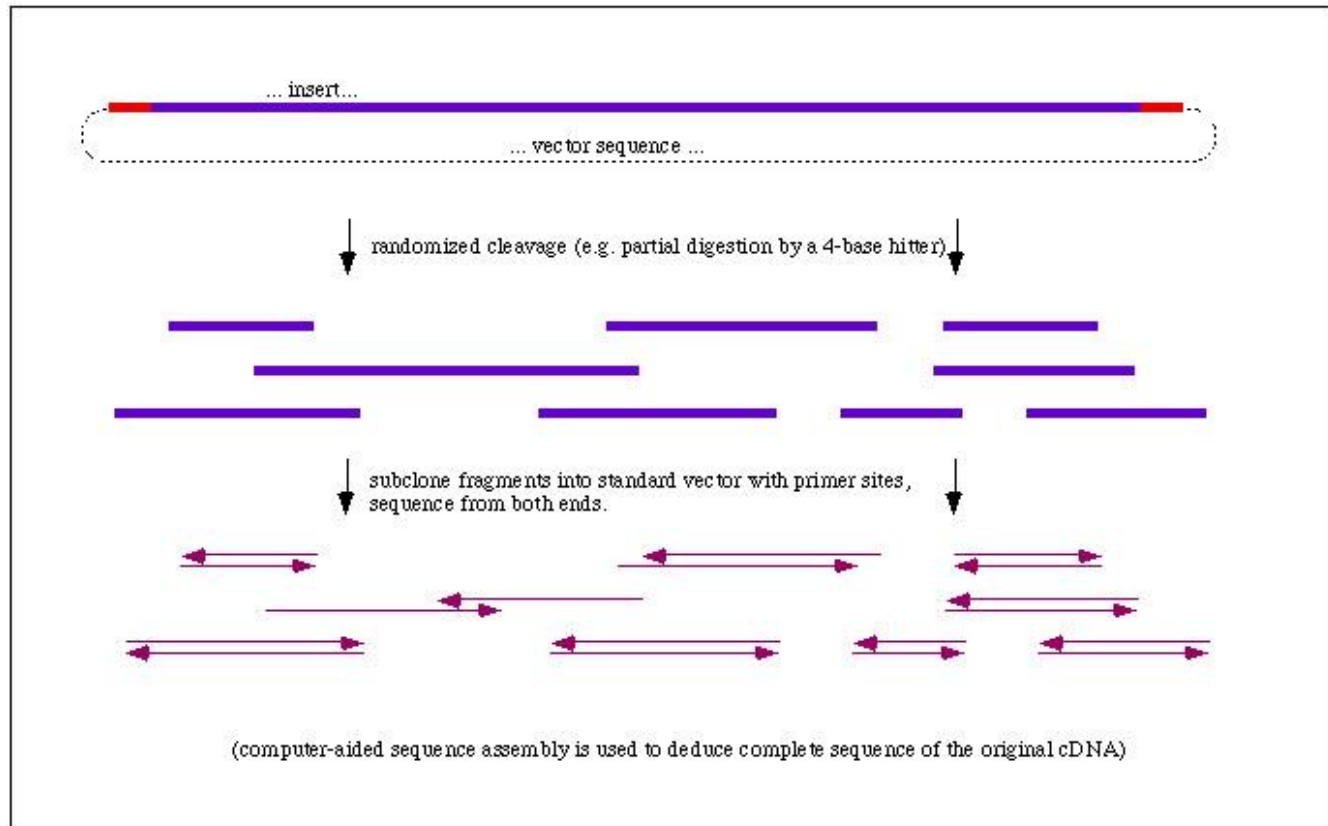 ... insert...
... vector sequence ...
randomized cleavage (e.g. partial digestion by a 4-base hitter)
subclone fragments into standard vector with primer sites,
sequence from both ends.
(computer-aided sequence assembly is used to deduce complete sequence of the original cDNA)